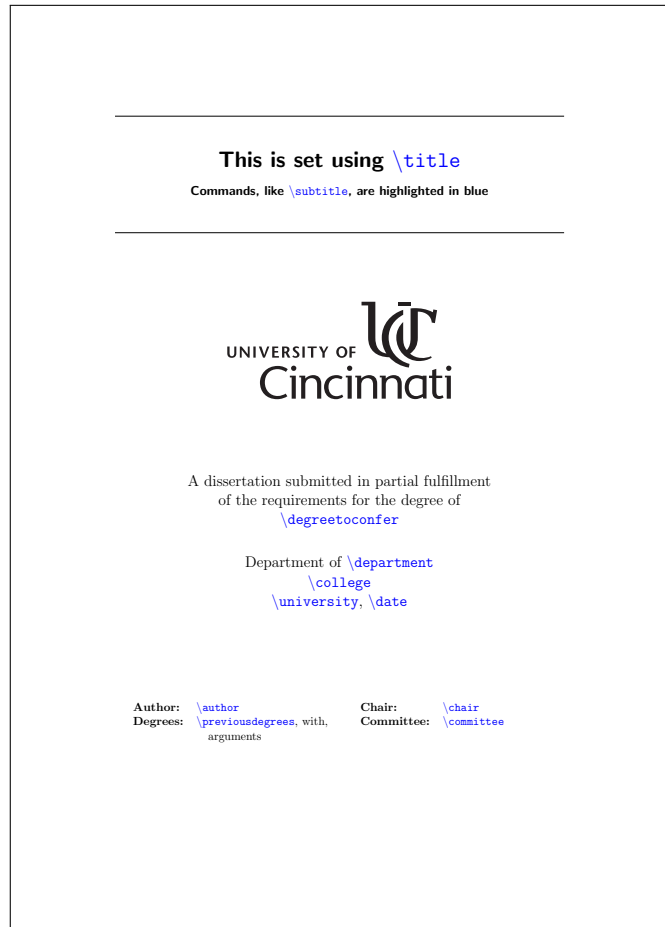 This is set using \title
Commands, like \subtitle, are highlighted in blue
UC
UNIVERSITY OF
Cincinnati
A dissertation submitted in partial fulfillment
of the requirements for the degree of
\degreetoconfer
Department of \department
\college
\university, \date
Author: \author
Degrees: \previousdegrees, with,
arguments
Chair: \chair
Committee: \committee